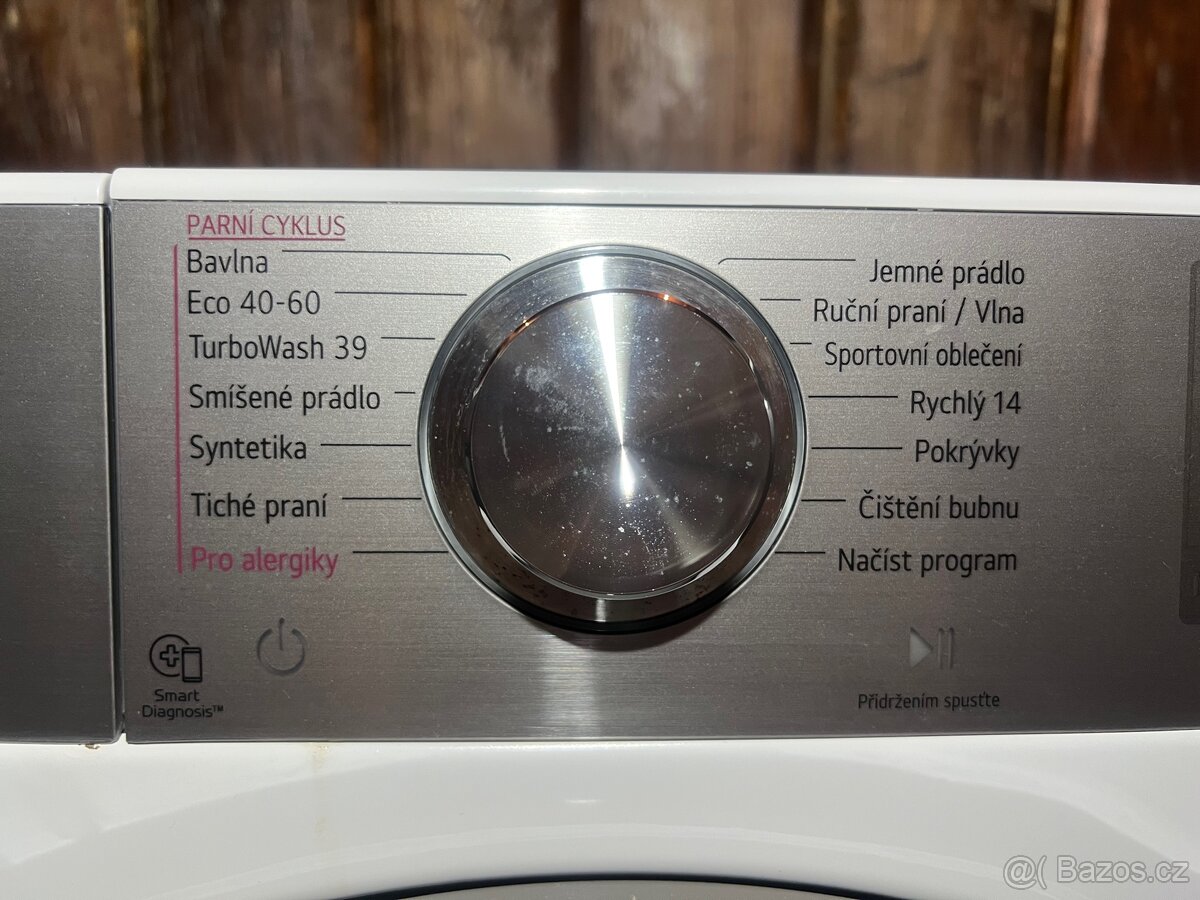 PARNÍ CYKLUS
Bavlna
Eco 40-60
TurboWash 39
Smíšené prádlo
Syntetika
Tiché praní
Pro alergiky
Jemné prádlo
Ruční praní / Vlna
Sportovní oblečení
Rychlý 14
Pokrývky
Čištění bubnu
Načíst program
Smart
Diagnosis™
Přidržením spusťte
@( Bazos.cz